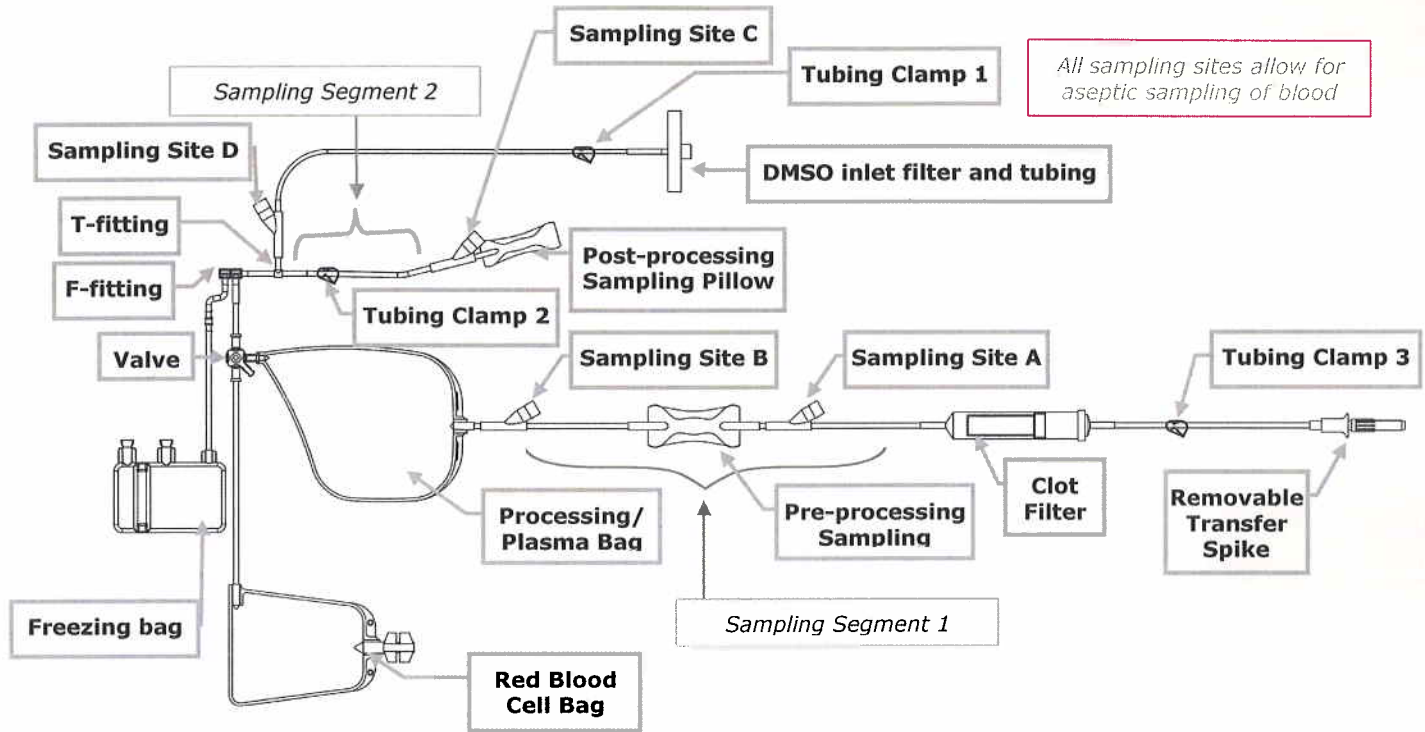 Sampling Site C
Tubing Clamp 1
All sampling sites allow for
aseptic sampling of blood
Sampling Segment 2
Sampling Site D
DMSO inlet filter and tubing
T-fitting
Post-processing
Sampling Pillow
F-fitting
Tubing Clamp 2
Valve
Sampling Site B
Sampling Site A
Tubing Clamp 3
Processing/
Plasma Bag
Pre-processing
Sampling
Clot
Filter
Removable
Transfer
Spike
Freezing bag
Sampling Segment 1
Red Blood
Cell Bag